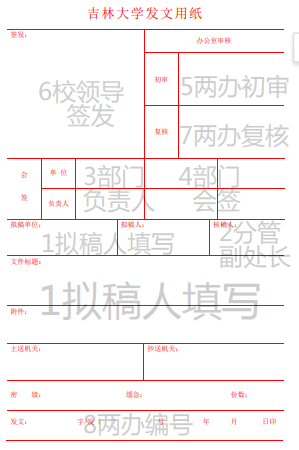 吉林大学发文用纸
签发:
办公室审核
初审
5两办初审
6校领导
签发
复核
7两办复核
会
签
单 位
3部门
4部门
负责人
负责人
会签
拟稿单位:
拟稿人:
核稿人:
1拟稿人填写
2分管
副处长
文件标题:
1拟稿人填写
附件:
主送机关:
抄送机关:
密 级:
缓急:
份数:
发文:
字
号
年 月 日印
8两办编号